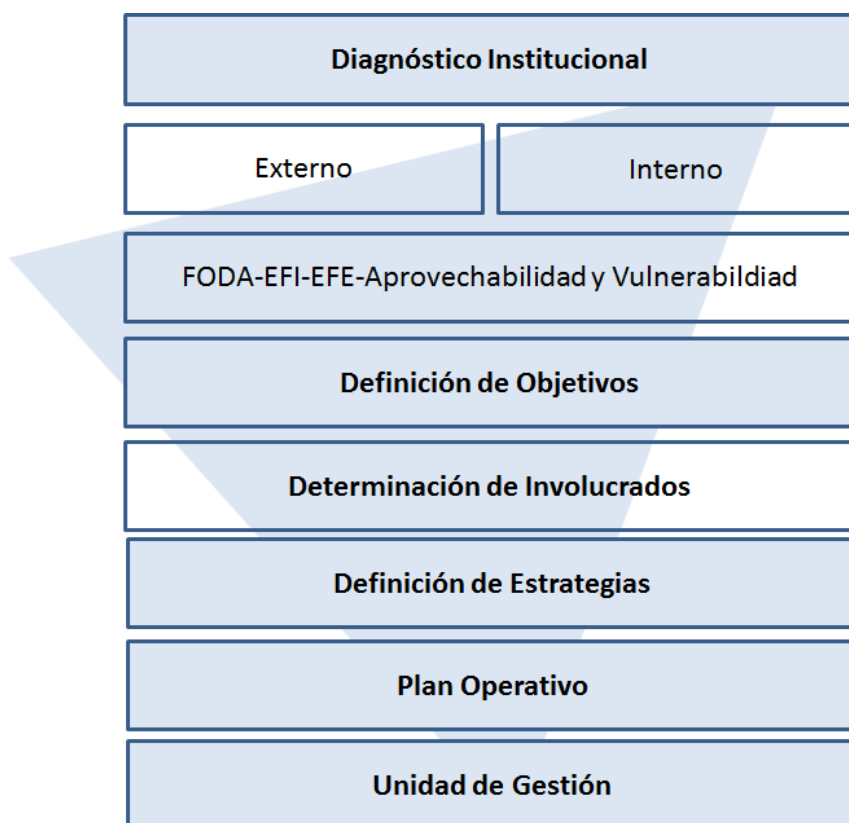 Diagnóstico Institucional
Externo
Interno
FODA-EFI-EFE-Aprovechabilidad y Vulnerabildiad
Definición de Objetivos
Determinación de Involucrados
Definición de Estrategias
Plan Operativo
Unidad de Gestión